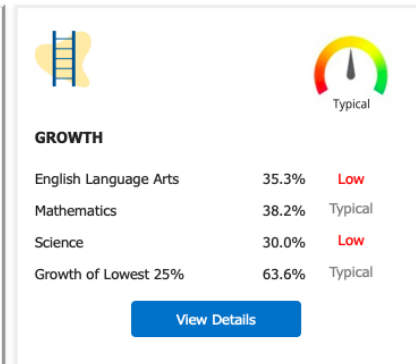 Typical
GROWTH
English Language Arts 35.3% Low
Mathematics 38.2% Typical
Science 30.0% Low
Growth of Lowest 25% 63.6% Typical
View Details